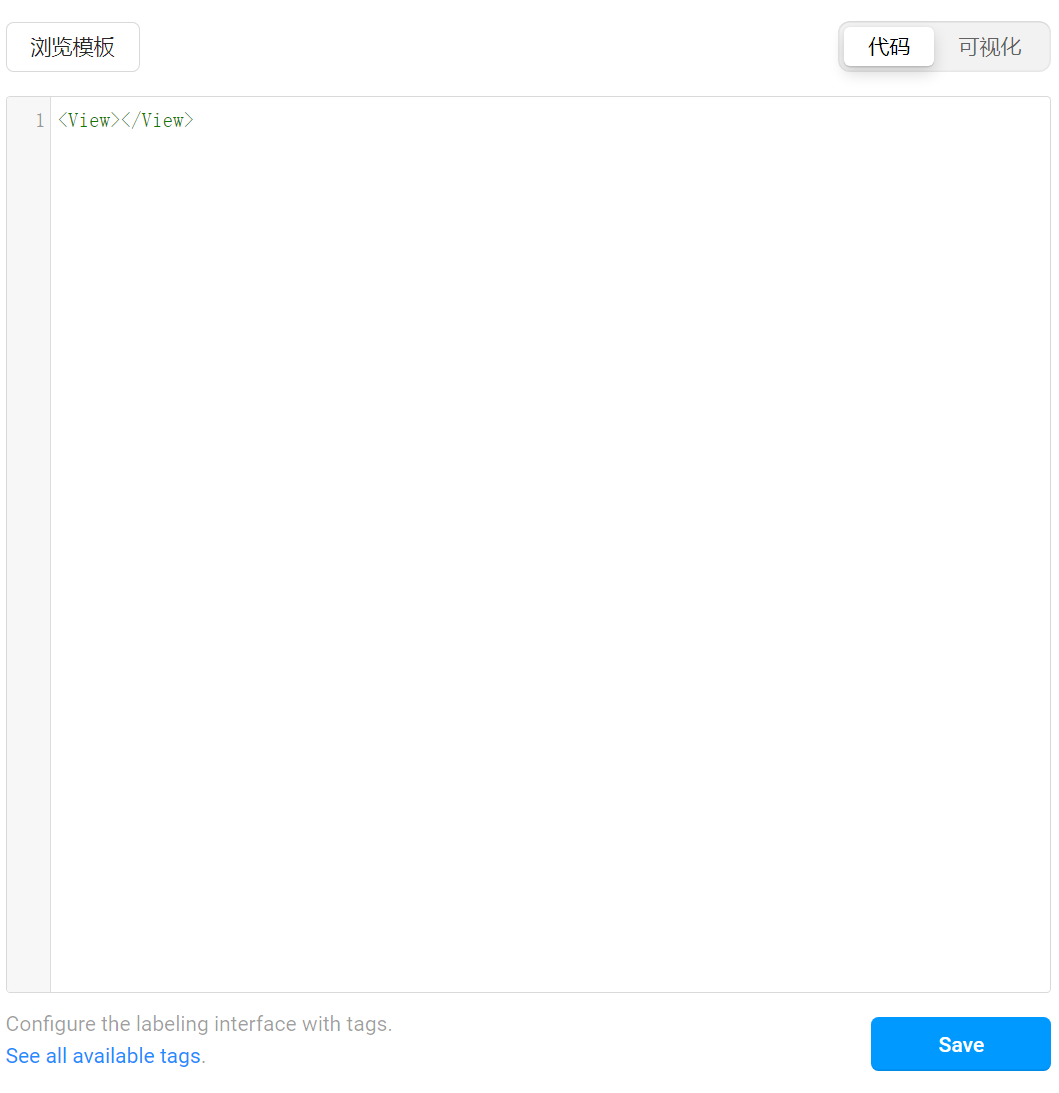 浏览模板
代码 可视化
1 <View></View>
Configure the labeling interface with tags.
See all available tags.
Save